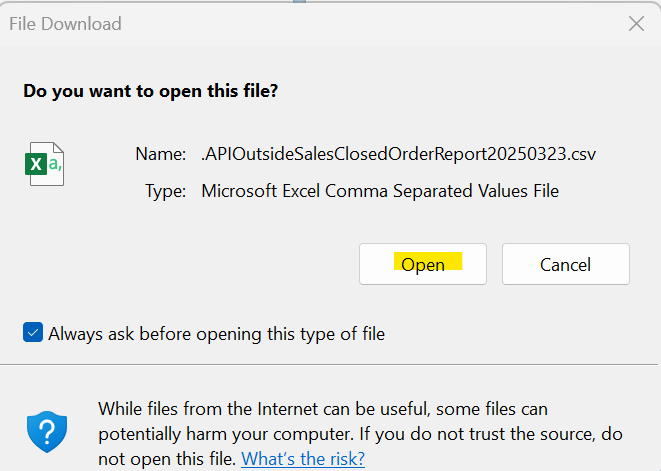 File Download
Do you want to open this file?
X a,
Name: .APIOutsideSalesClosedOrderReport20250323.csv
Type: Microsoft Excel Comma Separated Values File
Open Cancel
Always ask before opening this type of file
?
While files from the Internet can be useful, some files can
potentially harm your computer. If you do not trust the source, do
not open this file. What's the risk?